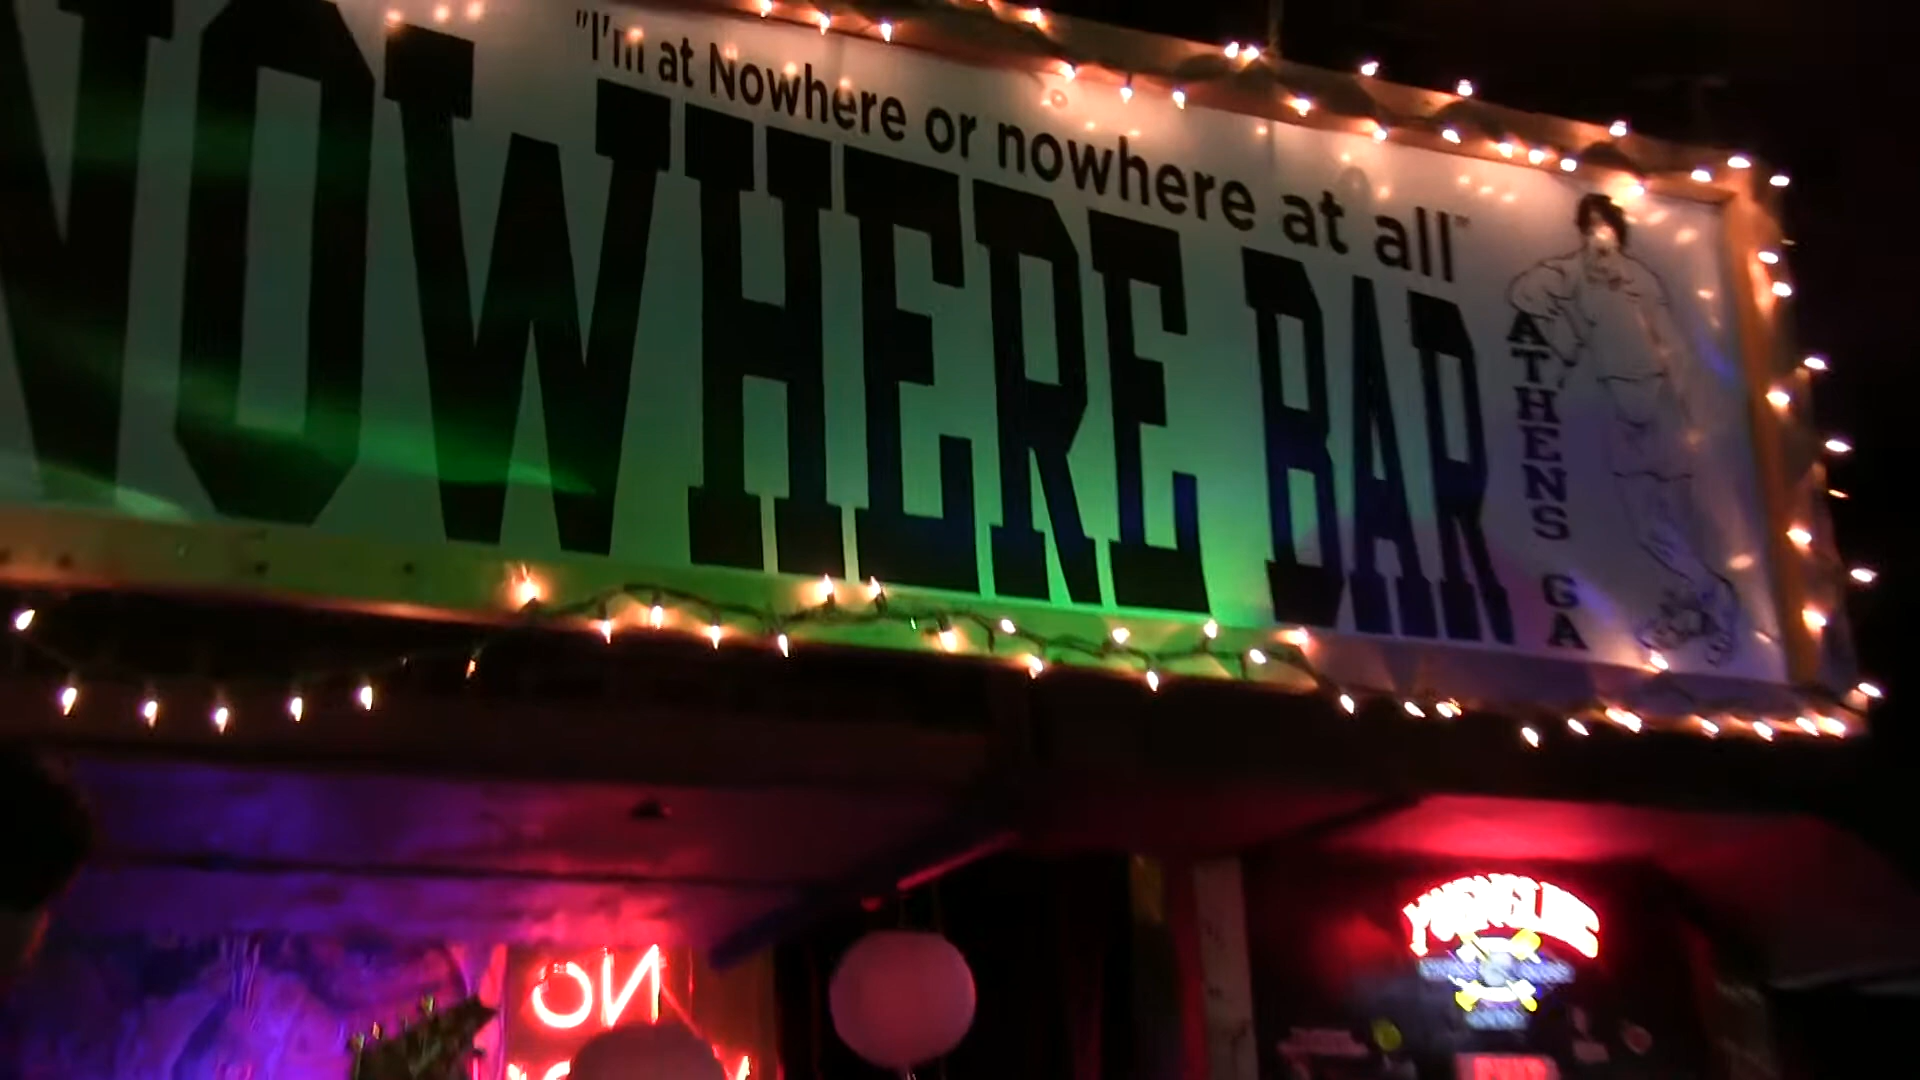 "I'm at Nowhere or nowhere at all"
NOWHERE BAR
ATHENS GA
NO